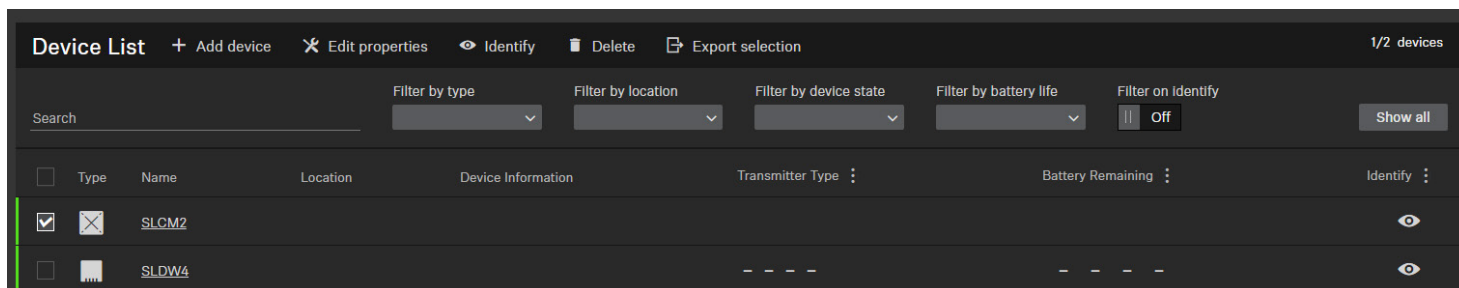 Device List + Add device Edit properties Identify Delete Export selection 1/2 devices
Filter by type Filter by location Filter by device state Filter by battery life Filter on identify
Search Off Show all
Type Name Location Device Information Transmitter Type Battery Remaining Identify
SLCM2
SLDW4 – – – – – – – –